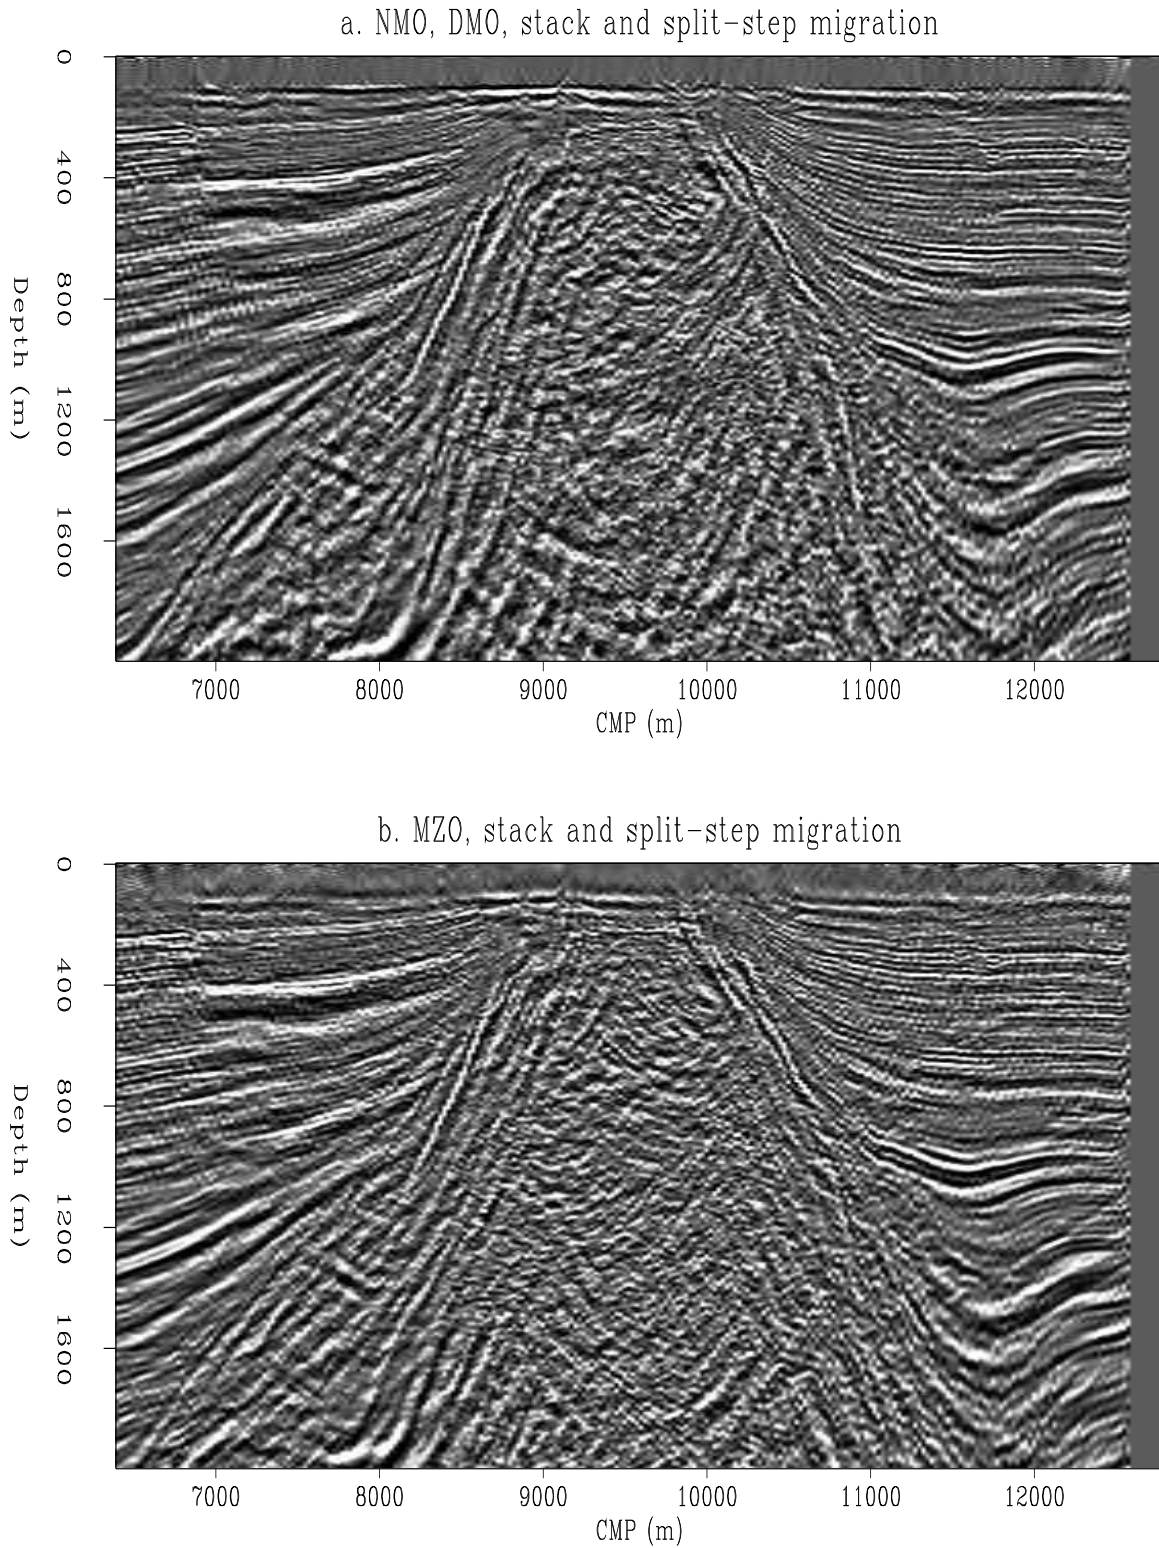 a. NMO, DMO, stack and split-step migration
0
400
800
1200
1600
Depth (m)
7000 8000 9000 10000 11000 12000
CMP (m)
b. MZO, stack and split-step migration
0
400
800
1200
1600
Depth (m)
7000 8000 9000 10000 11000 12000
CMP (m)